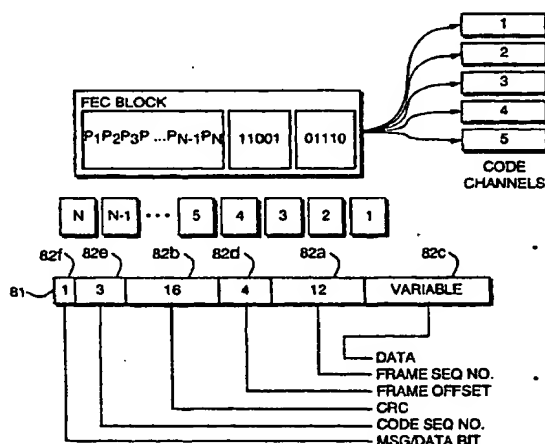 FEC BLOCK
P1P2P3P ...PN-1PN 11001 01110
1
2
3
4
5
CODE
CHANNELS
N N-1 ... 5 4 3 2 1
82f 82e 82b 82d 82a 82c
81 1 3 16 4 12 VARIABLE
DATA
FRAME SEQ NO.
FRAME OFFSET
CRC
CODE SEQ NO.
MSG/DATA BIT